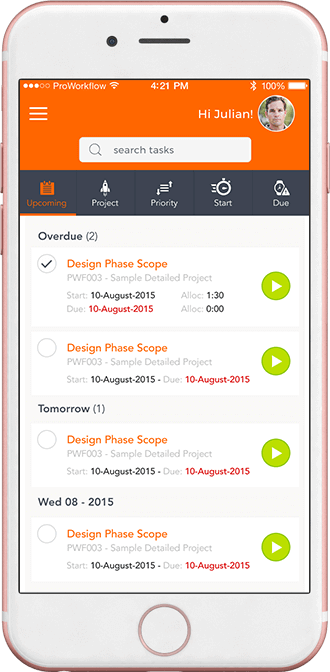 ProWorkflow 4:21 PM 100%
Hi Julian!
search tasks
Upcoming Project Priority Start Due
Overdue (2)
Design Phase Scope
PWF003 - Sample Detailed Project
Start: 10-August-2015 Alloc: 1:30
Due: 10-August-2015 Alloc: 0:00
Design Phase Scope
PWF003 - Sample Detailed Project
Start: 10-August-2015 - Due: 10-August-2015
Tomorrow (1)
Design Phase Scope
PWF003 - Sample Detailed Project
Start: 10-August-2015 - Due: 10-August-2015
Wed 08 - 2015
Design Phase Scope
PWF003 - Sample Detailed Project
Start: 10-August-2015 - Due: 10-August-2015